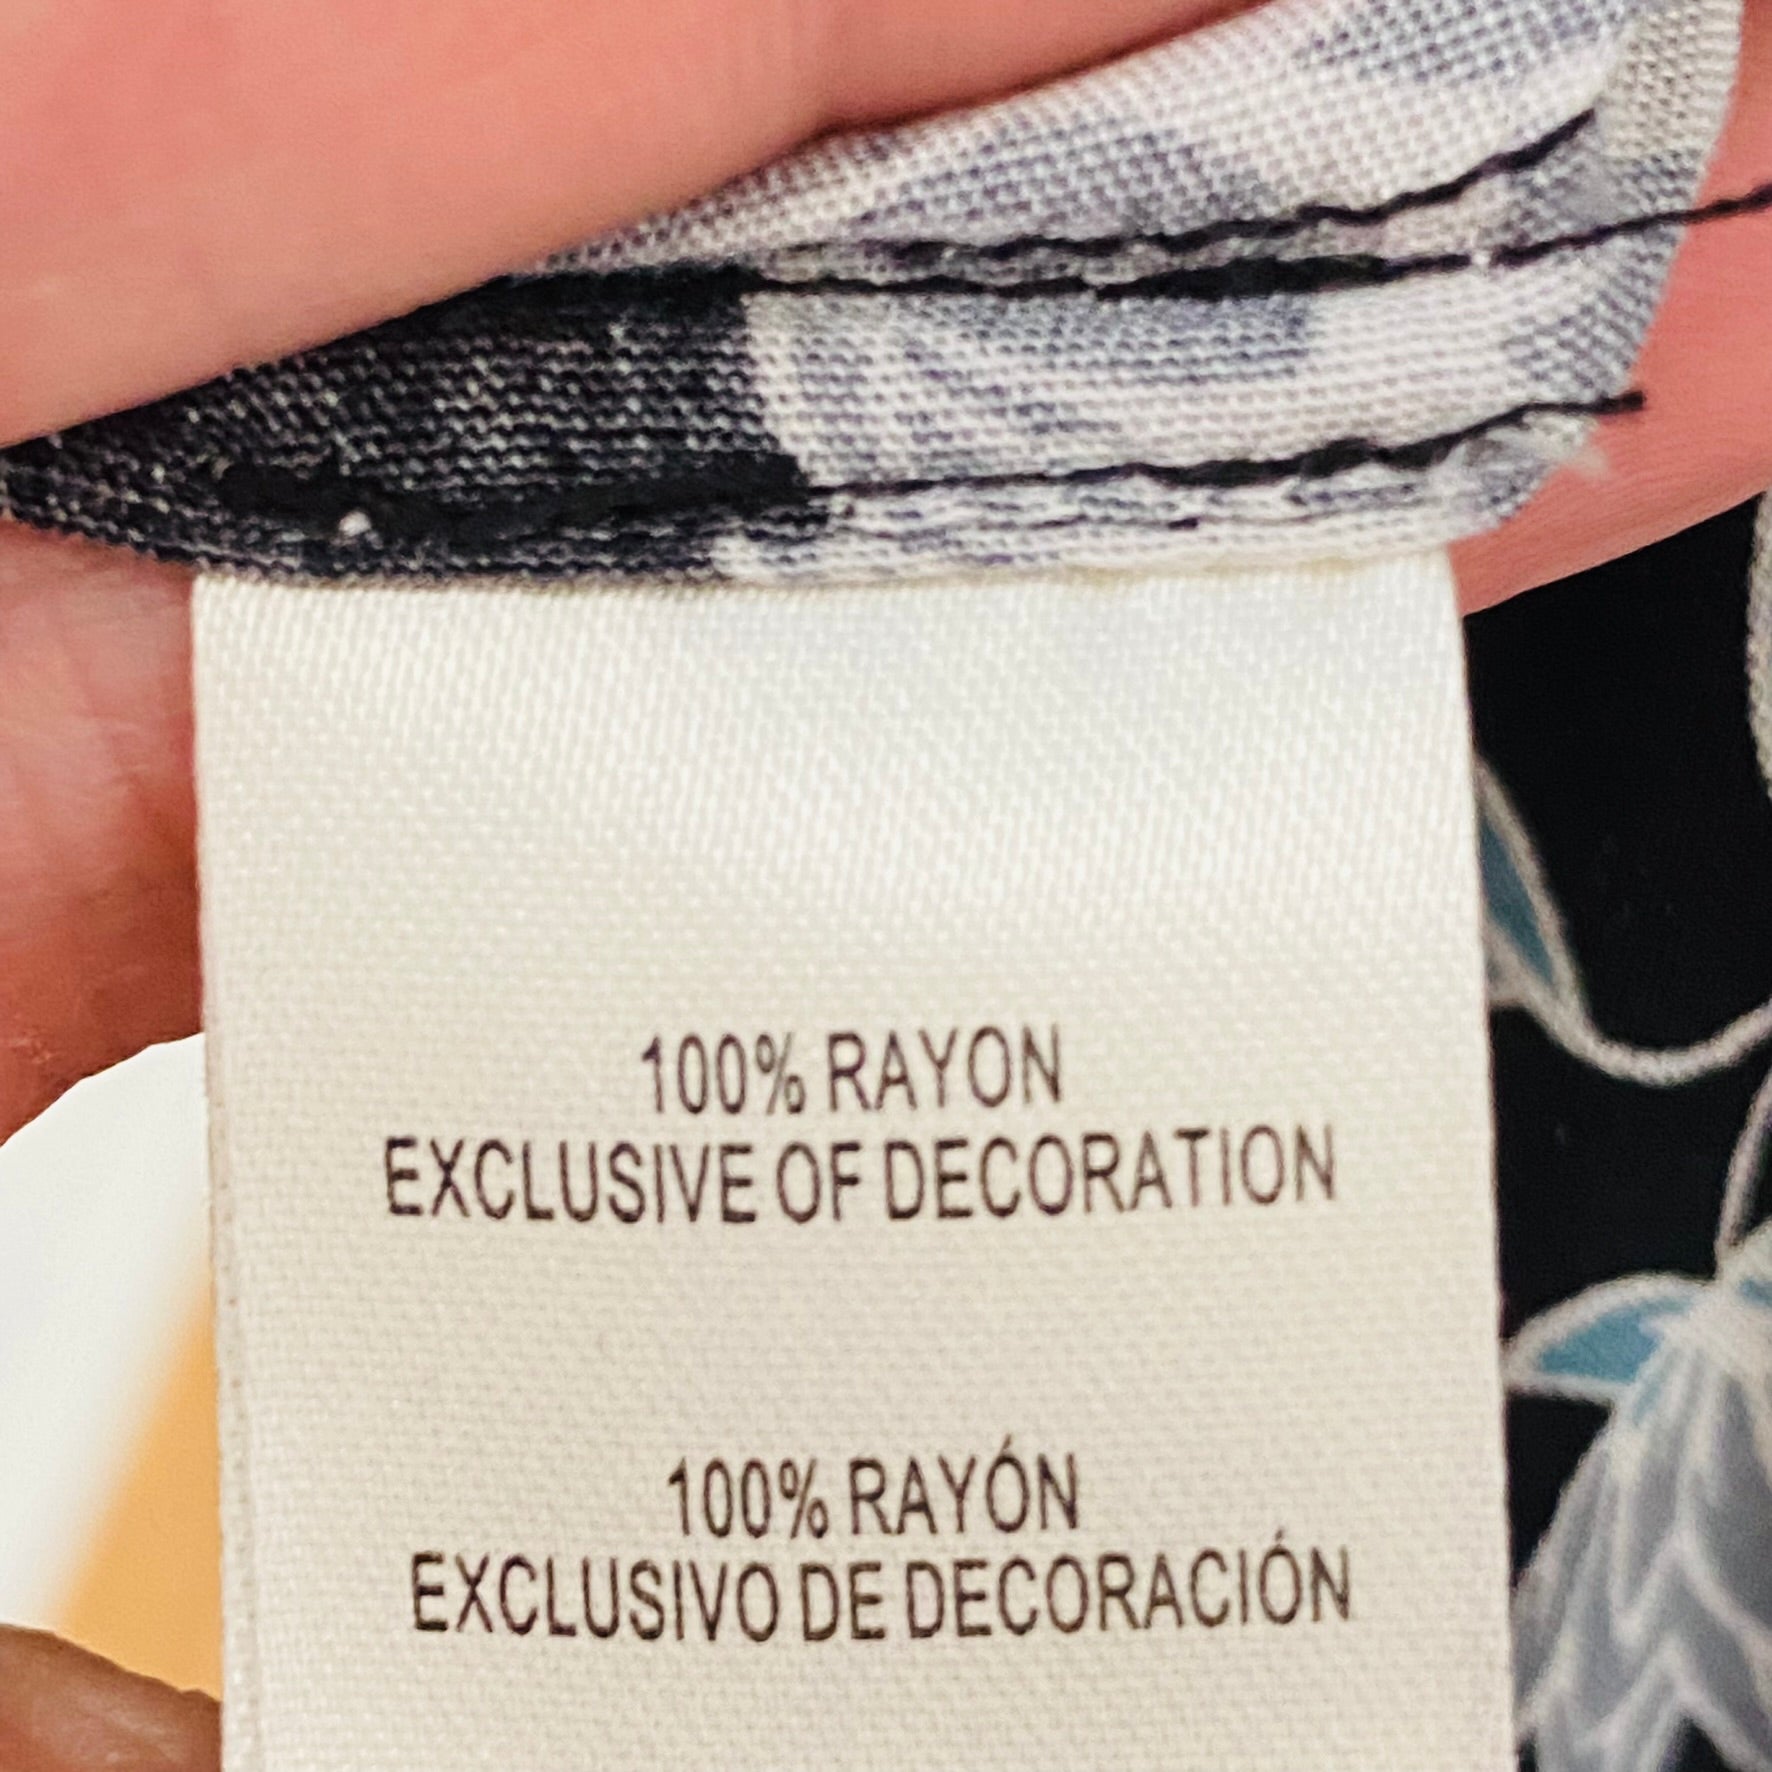 100% RAYON
EXCLUSIVE OF DECORATION
100% RAYÓN
EXCLUSIVO DE DECORACIÓN